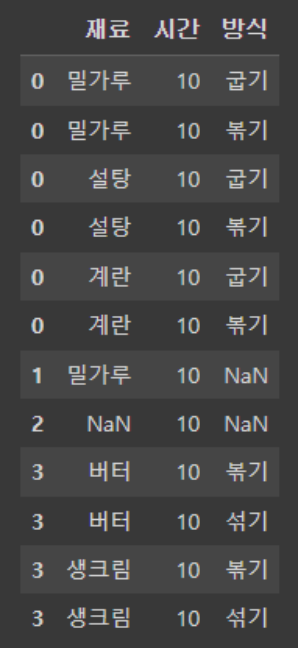 재료 시간 방식
0 밀가루 10 굽기
0 밀가루 10 볶기
0 설탕 10 굽기
0 설탕 10 볶기
0 계란 10 굽기
0 계란 10 볶기
1 밀가루 10 NaN
2 NaN 10 NaN
3 버터 10 볶기
3 버터 10 섞기
3 생크림 10 볶기
3 생크림 10 섞기